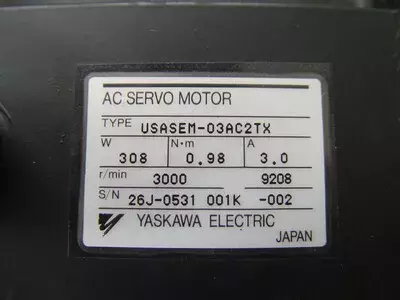 AC SERVO MOTOR
TYPE USASEM-03AC2TX
W N·m A
308 0.98 3.0
r/min 3000 9208
S/N 26J-0531 001K -002
YASKAWA ELECTRIC
JAPAN